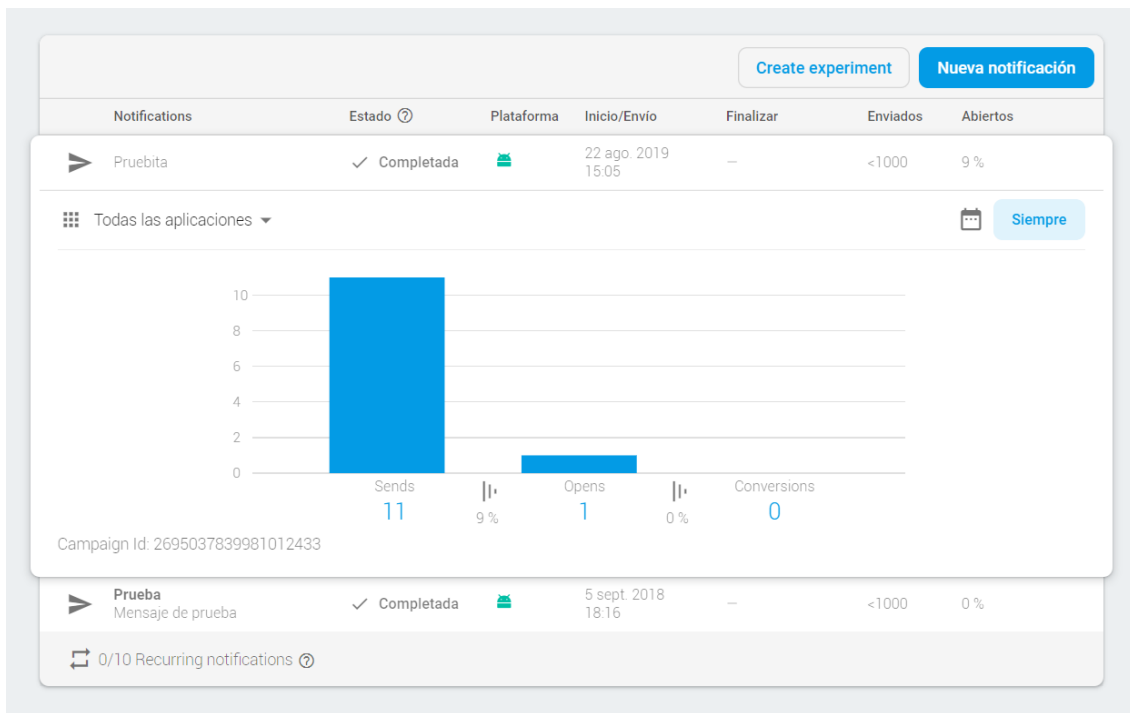 Create experiment Nueva notificación
Notifications Estado ? Plataforma Inicio/Envío Finalizar Enviados Abiertos
Pruebita Completada 22 ago. 2019 15:05 — <1000 9 %
Todas las aplicaciones Siempre
10
8
6
4
2
0
Sends Opens Conversions
11 9 % 1 0 % 0
Campaign Id: 2695037839981012433
Prueba Completada 5 sept. 2018 — <1000 0 %
Mensaje de prueba 18:16
0/10 Recurring notifications ?